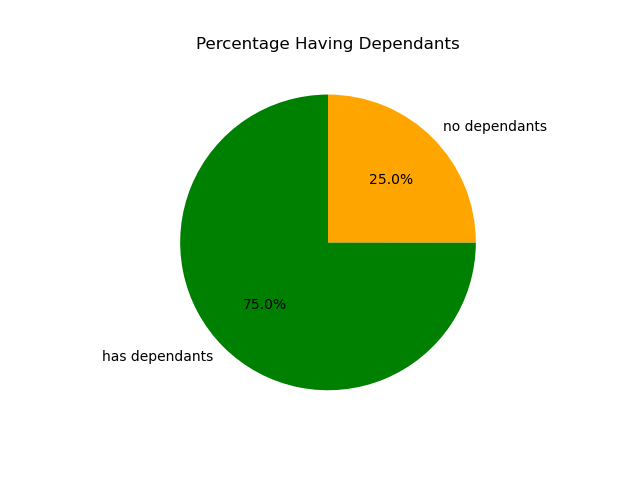 Percentage Having Dependants
no dependants
25.0%
75.0%
has dependants